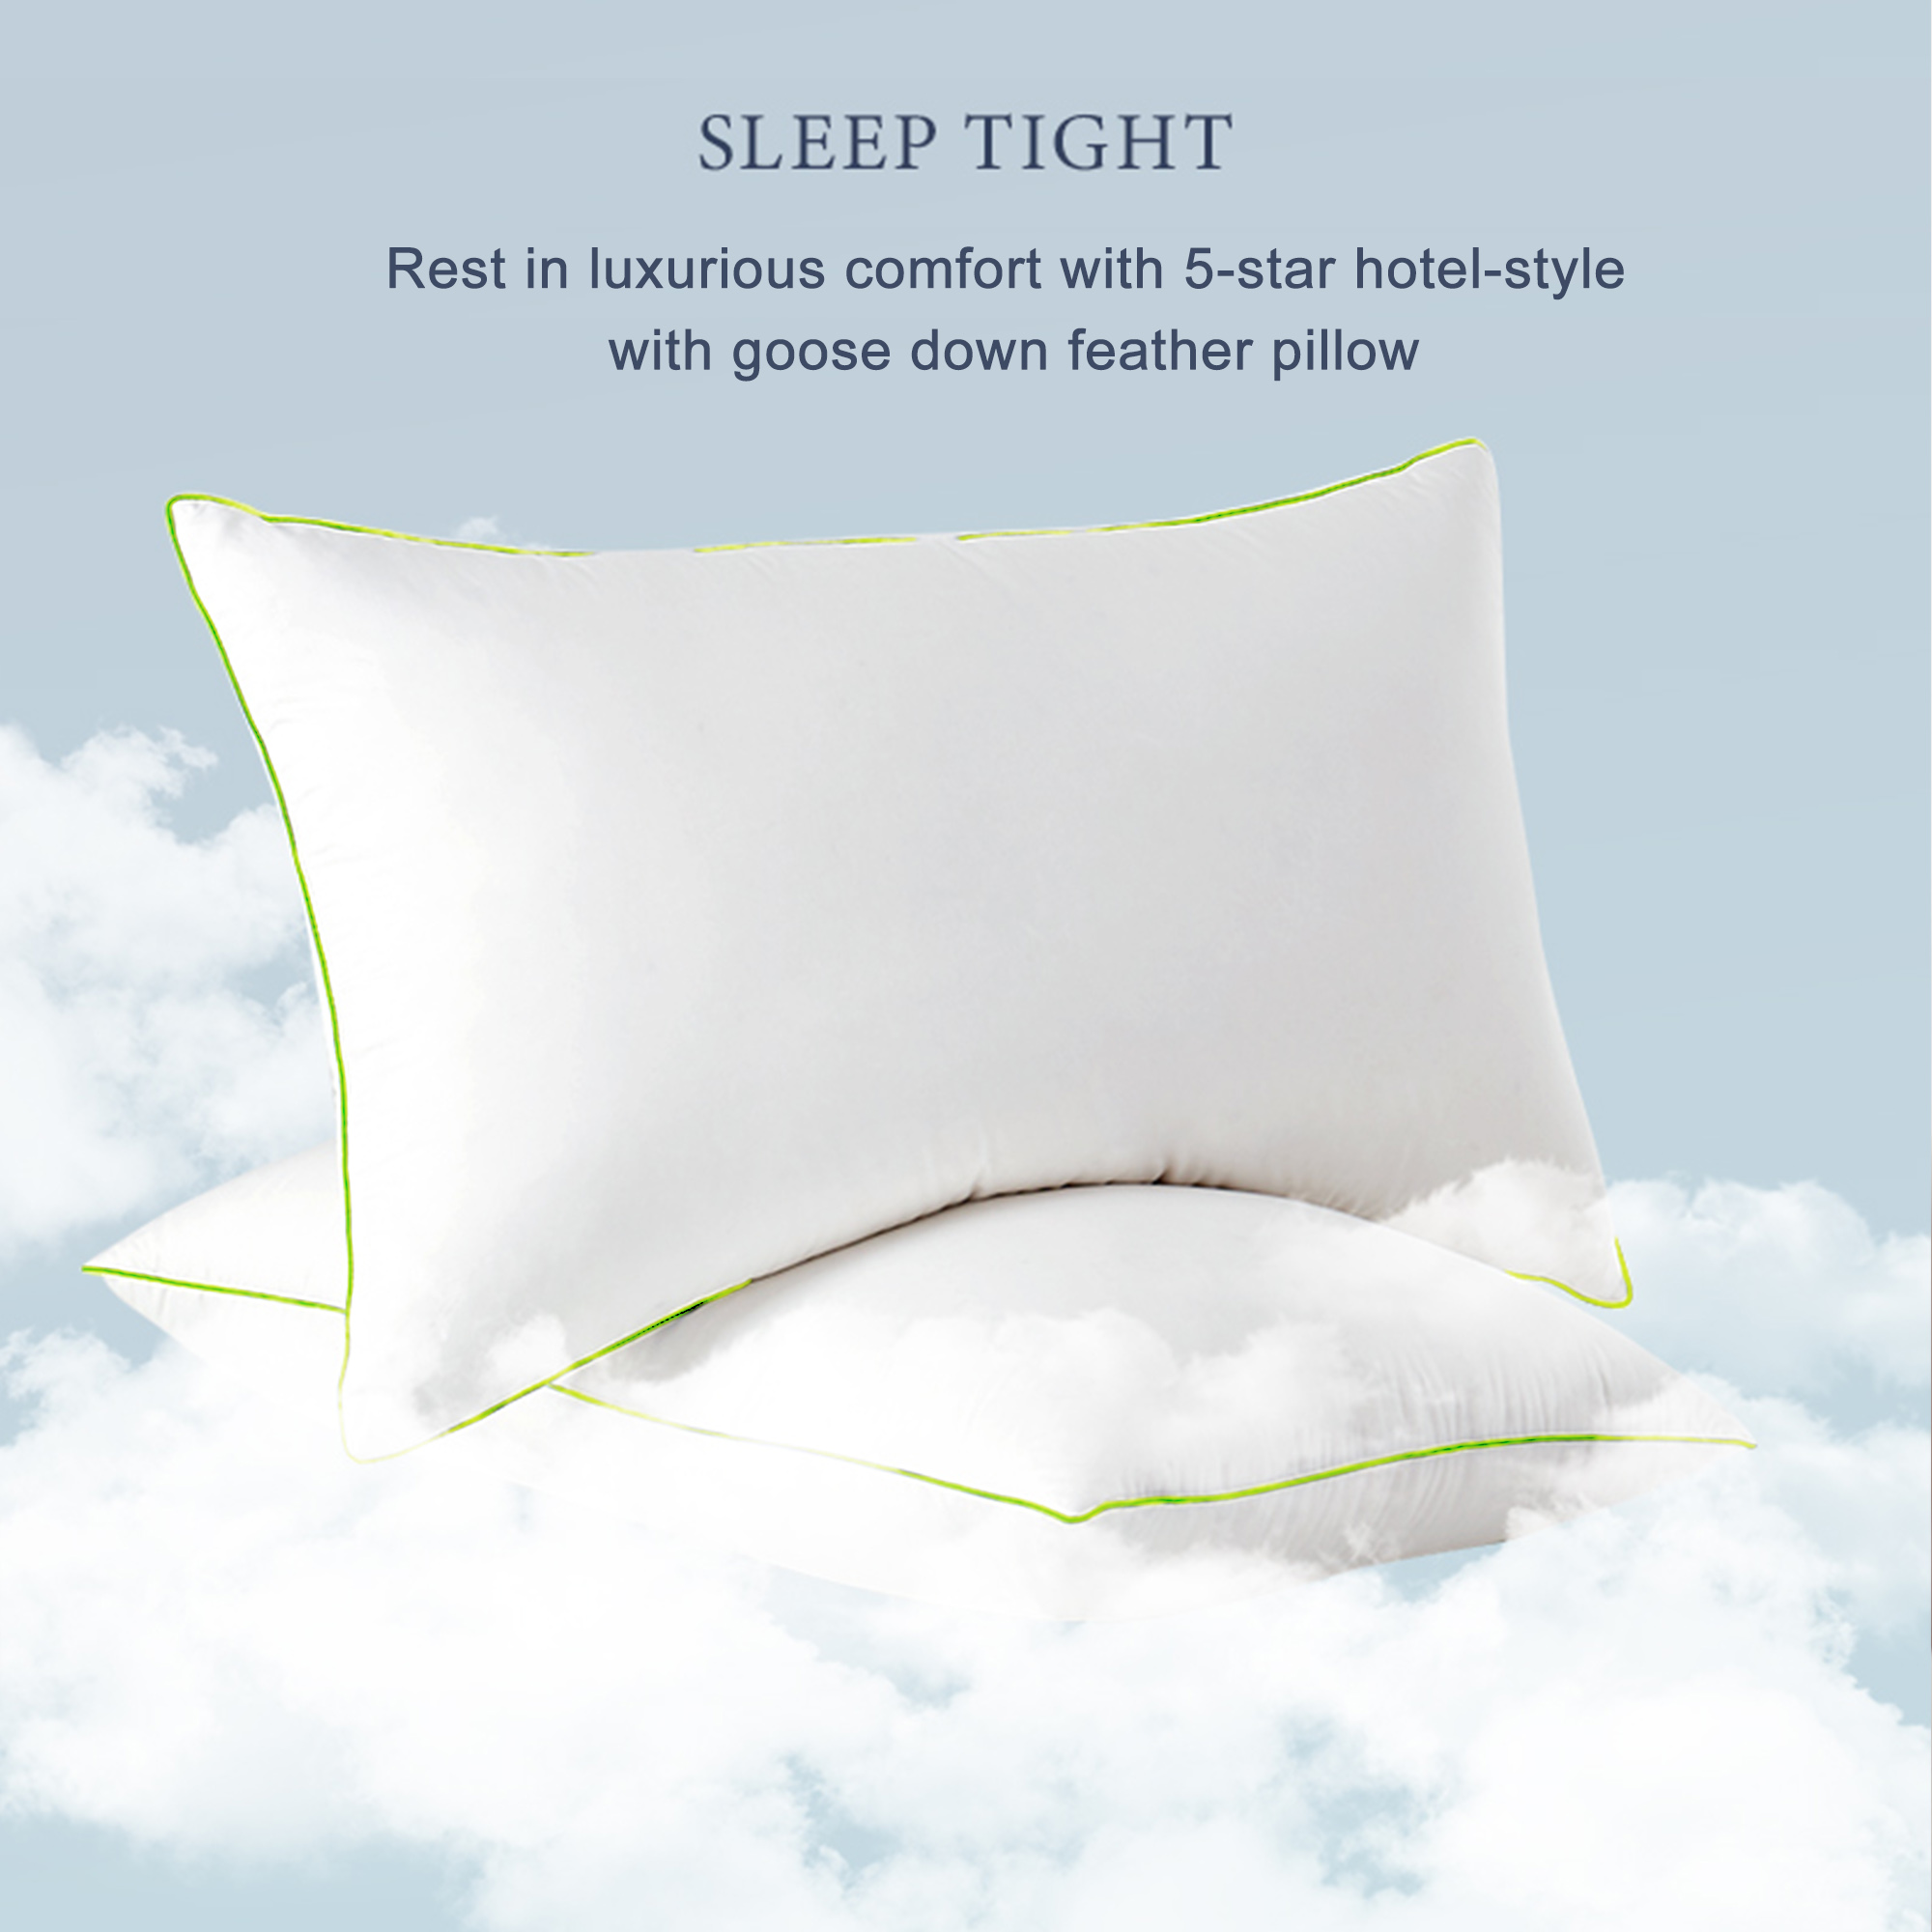 SLEEP TIGHT
Rest in luxurious comfort with 5-star hotel-style
with goose down feather pillow